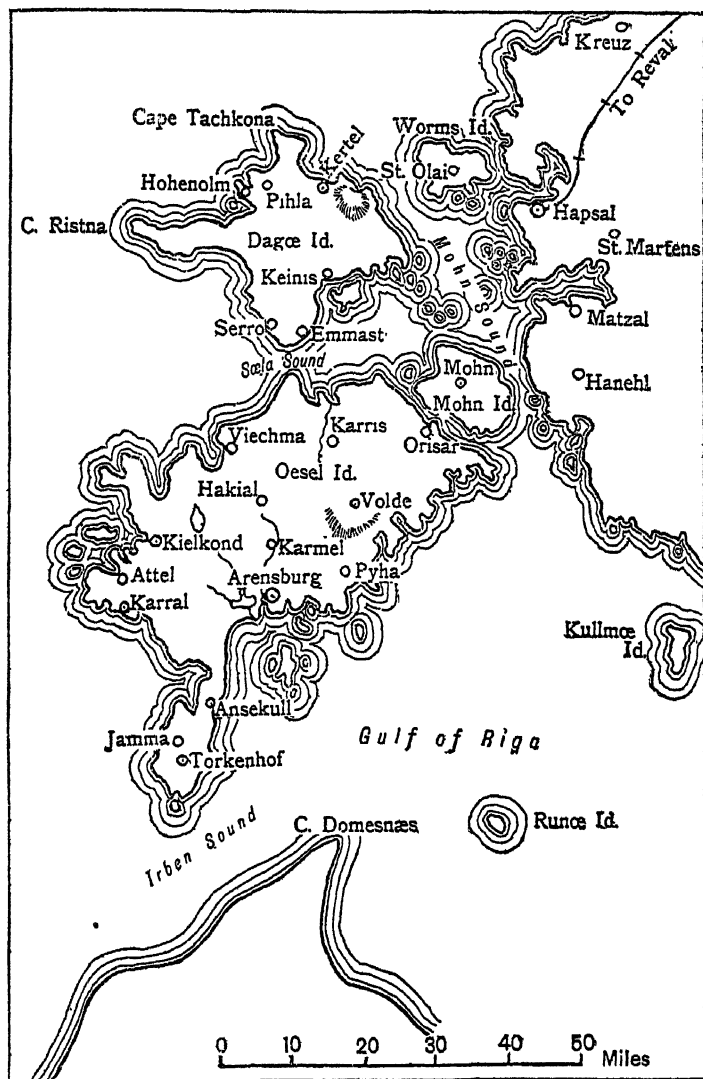 Kreuz
To Reval
Cape Tachkona
Worms Id.
Kertel
St. Olai
Hohenolm
Pihla
Hapsal
C. Ristna
Dagœ Id.
St. Martens
Mohn Sound
Keinis
Matzal
Serro
Emmast
Sœla Sound
Mohn
Hanehl
Mohn Id.
Viechma
Karris
Orisar
Oesel Id.
Hakial
Volde
Kielkond
Karmel
Attel
Arensburg
Pyha
Karral
Kullmœ
Id.
Ansekull
Jamma
Gulf of Riga
Torkenhof
C. Domesnæs
Runœ Id.
Irben Sound
0 10 20 30 40 50
Miles